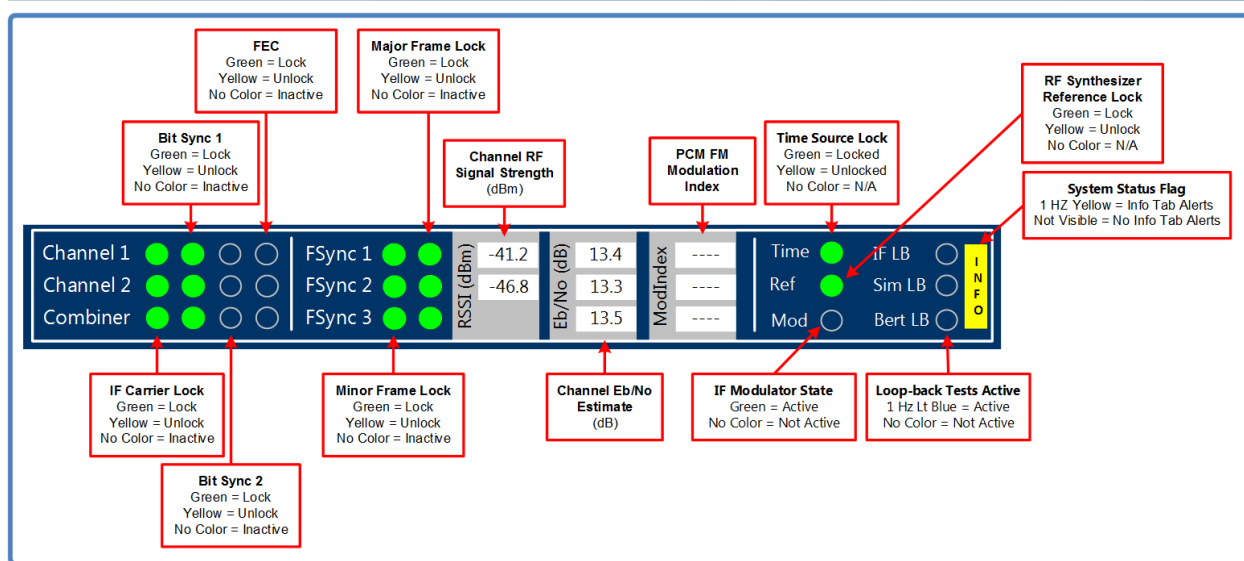 FEC
Green = Lock
Yellow = Unlock
No Color = Inactive
Major Frame Lock
Green = Lock
Yellow = Unlock
No Color = Inactive
RF Synthesizer
Reference Lock
Green = Lock
Yellow = Unlock
No Color = N/A
Bit Sync 1
Green = Lock
Yellow = Unlock
No Color = Inactive
Channel RF
Signal Strength
(dBm)
PCM FM
Modulation
Index
Time Source Lock
Green = Locked
Yellow = Unlocked
No Color = N/A
System Status Flag
1 HZ Yellow = Info Tab Alerts
Not Visible = No Info Tab Alerts
Channel 1
Channel 2
Combiner
FSync 1
FSync 2
FSync 3
RSSI (dBm)
-41.2
-46.8
Eb/No (dB)
13.4
13.3
13.5
ModIndex
----
----
----
Time
Ref
Mod
IF LB
Sim LB
Bert LB
INFO
IF Carrier Lock
Green = Lock
Yellow = Unlock
No Color = Inactive
Minor Frame Lock
Green = Lock
Yellow = Unlock
No Color = Inactive
Channel Eb/No
Estimate
(dB)
IF Modulator State
Green = Active
No Color = Not Active
Loop-back Tests Active
1 Hz Lt Blue = Active
No Color = Not Active
Bit Sync 2
Green = Lock
Yellow = Unlock
No Color = Inactive